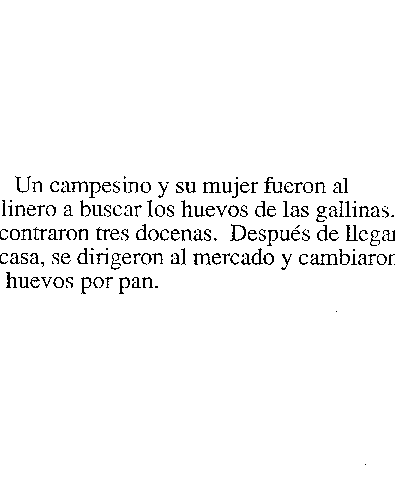 Un campesino y su mujer fueron al
linero a buscar los huevos de las gallinas.
contraron tres docenas. Después de llegar
casa, se dirigeron al mercado y cambiaron
huevos por pan.